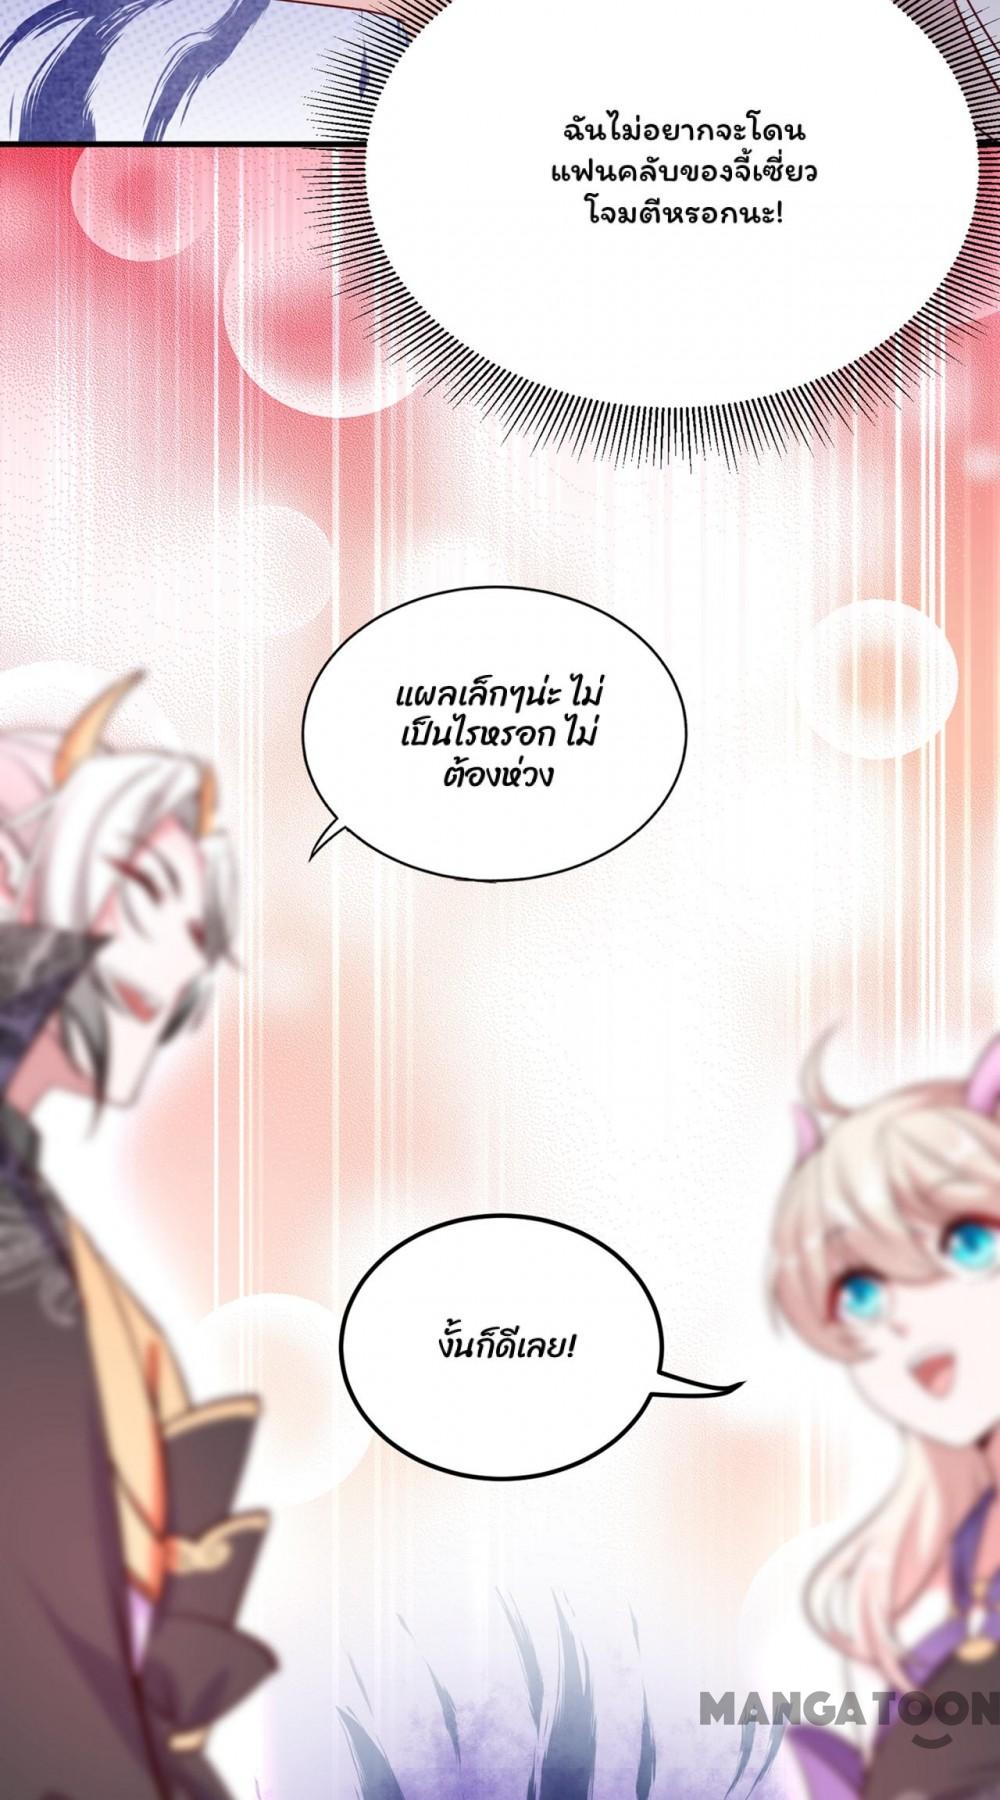 ฉันไม่อยากจะโดน
แฟนคลับของจี้เซี่ยว
โจมตีหรอกนะ!
แผลเล็กๆน่ะ ไม่
เป็นไรหรอก ไม่
ต้องห่วง
งั้นก็ดีเลย!
MANGATOON